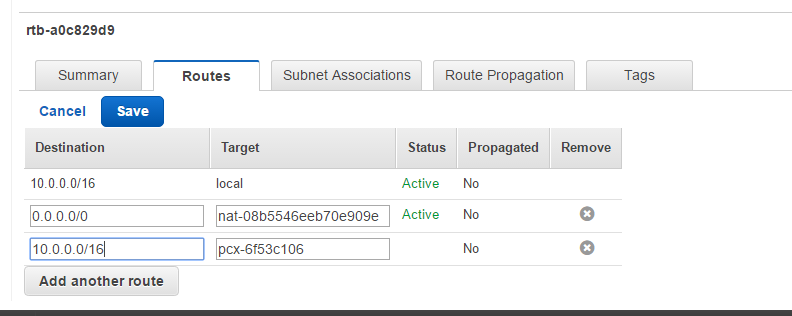 rtb-a0c829d9
Summary Routes Subnet Associations Route Propagation Tags
Cancel Save
Destination Target Status Propagated Remove
10.0.0.0/16 local Active No
0.0.0.0/0 nat-08b5546eeb70e909e Active No
10.0.0.0/16 pcx-6f53c106 No
Add another route